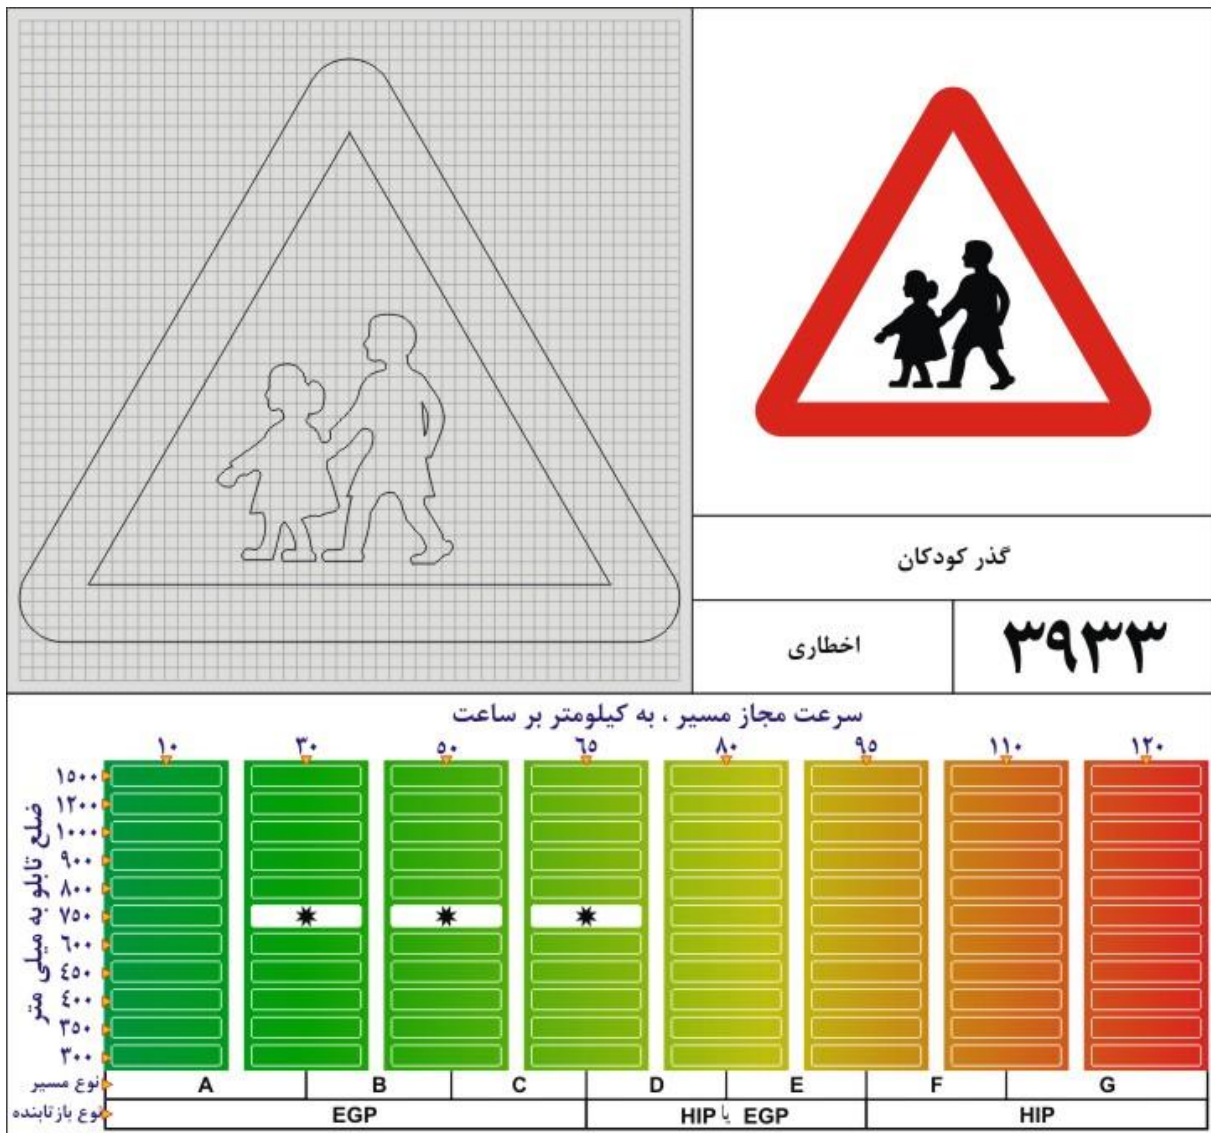 گذر کودکان
اخطاری
۳۹۳۳
سرعت مجاز مسیر ، به کیلومتر بر ساعت
۱۰ ۳۰ ۵۰ ۶۵ ۸۰ ۹۵ ۱۱۰ ۱۲۰
ضلع تابلو به میلی متر
۱۵۰۰
۱۲۰۰
۱۰۰۰
۹۰۰
۸۰۰
۷۵۰
۶۰۰
۴۵۰
۴۰۰
۳۵۰
۳۰۰
نوع مسیر A B C D E F G
نوع بازتابنده EGP HIP یا EGP HIP